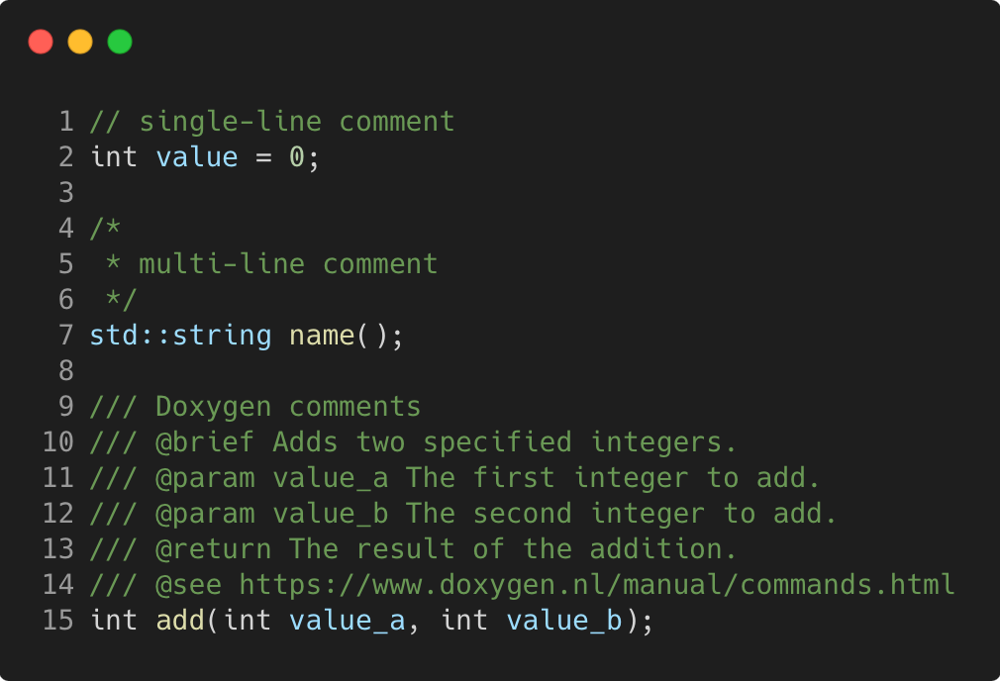 1 // single-line comment
2 int value = 0;
3
4 /*
5  * multi-line comment
6  */
7 std::string name();
8
9 /// Doxygen comments
10 /// @brief Adds two specified integers.
11 /// @param value_a The first integer to add.
12 /// @param value_b The second integer to add.
13 /// @return The result of the addition.
14 /// @see https://www.doxygen.nl/manual/commands.html
15 int add(int value_a, int value_b);